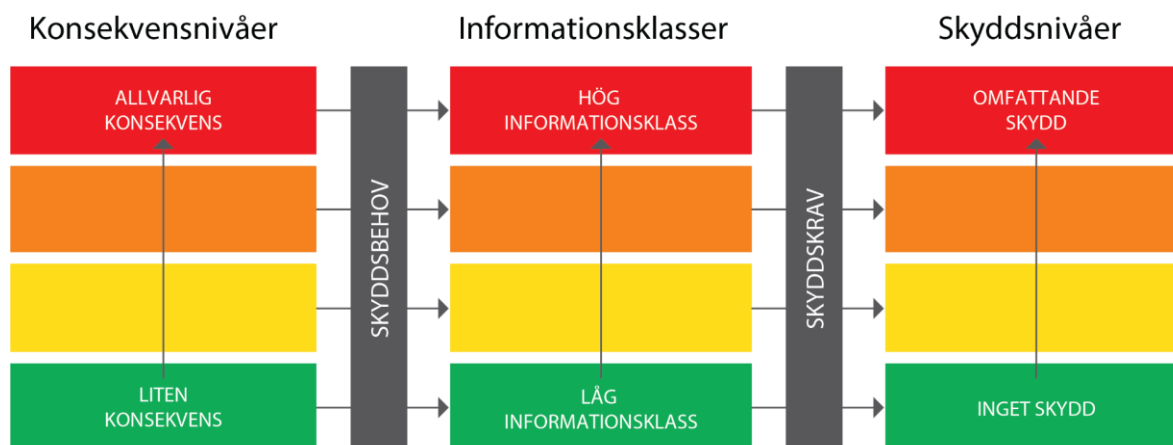 Konsekvensnivåer
Informationsklasser
Skyddsnivåer
ALLVARLIG
KONSEKVENS
SKYDDSBEHOV
HÖG
INFORMATIONSKLASS
SKYDDSKRAV
OMFATTANDE
SKYDD
LITEN
KONSEKVENS
LÅG
INFORMATIONSKLASS
INGET SKYDD